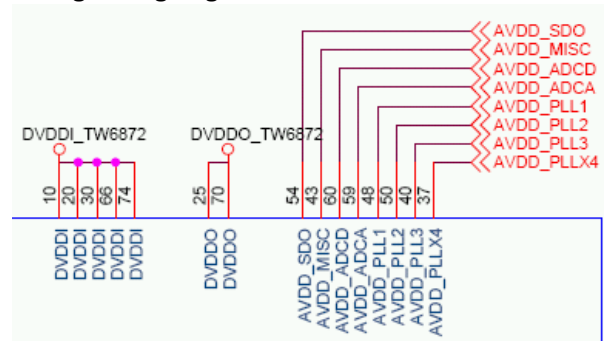 AVDD_SDO
AVDD_MISC
AVDD_ADCD
AVDD_ADCA
AVDD_PLL1
AVDD_PLL2
AVDD_PLL3
AVDD_PLLX4
DVDDI_TW6872
DVDDO_TW6872
10
20
30
66
74
25
70
54
43
60
59
48
50
40
37
DVDDI
DVDDI
DVDDI
DVDDI
DVDDI
DVDDO
DVDDO
AVDD_SDO
AVDD_MISC
AVDD_ADCD
AVDD_ADCA
AVDD_PLL1
AVDD_PLL2
AVDD_PLL3
AVDD_PLLX4